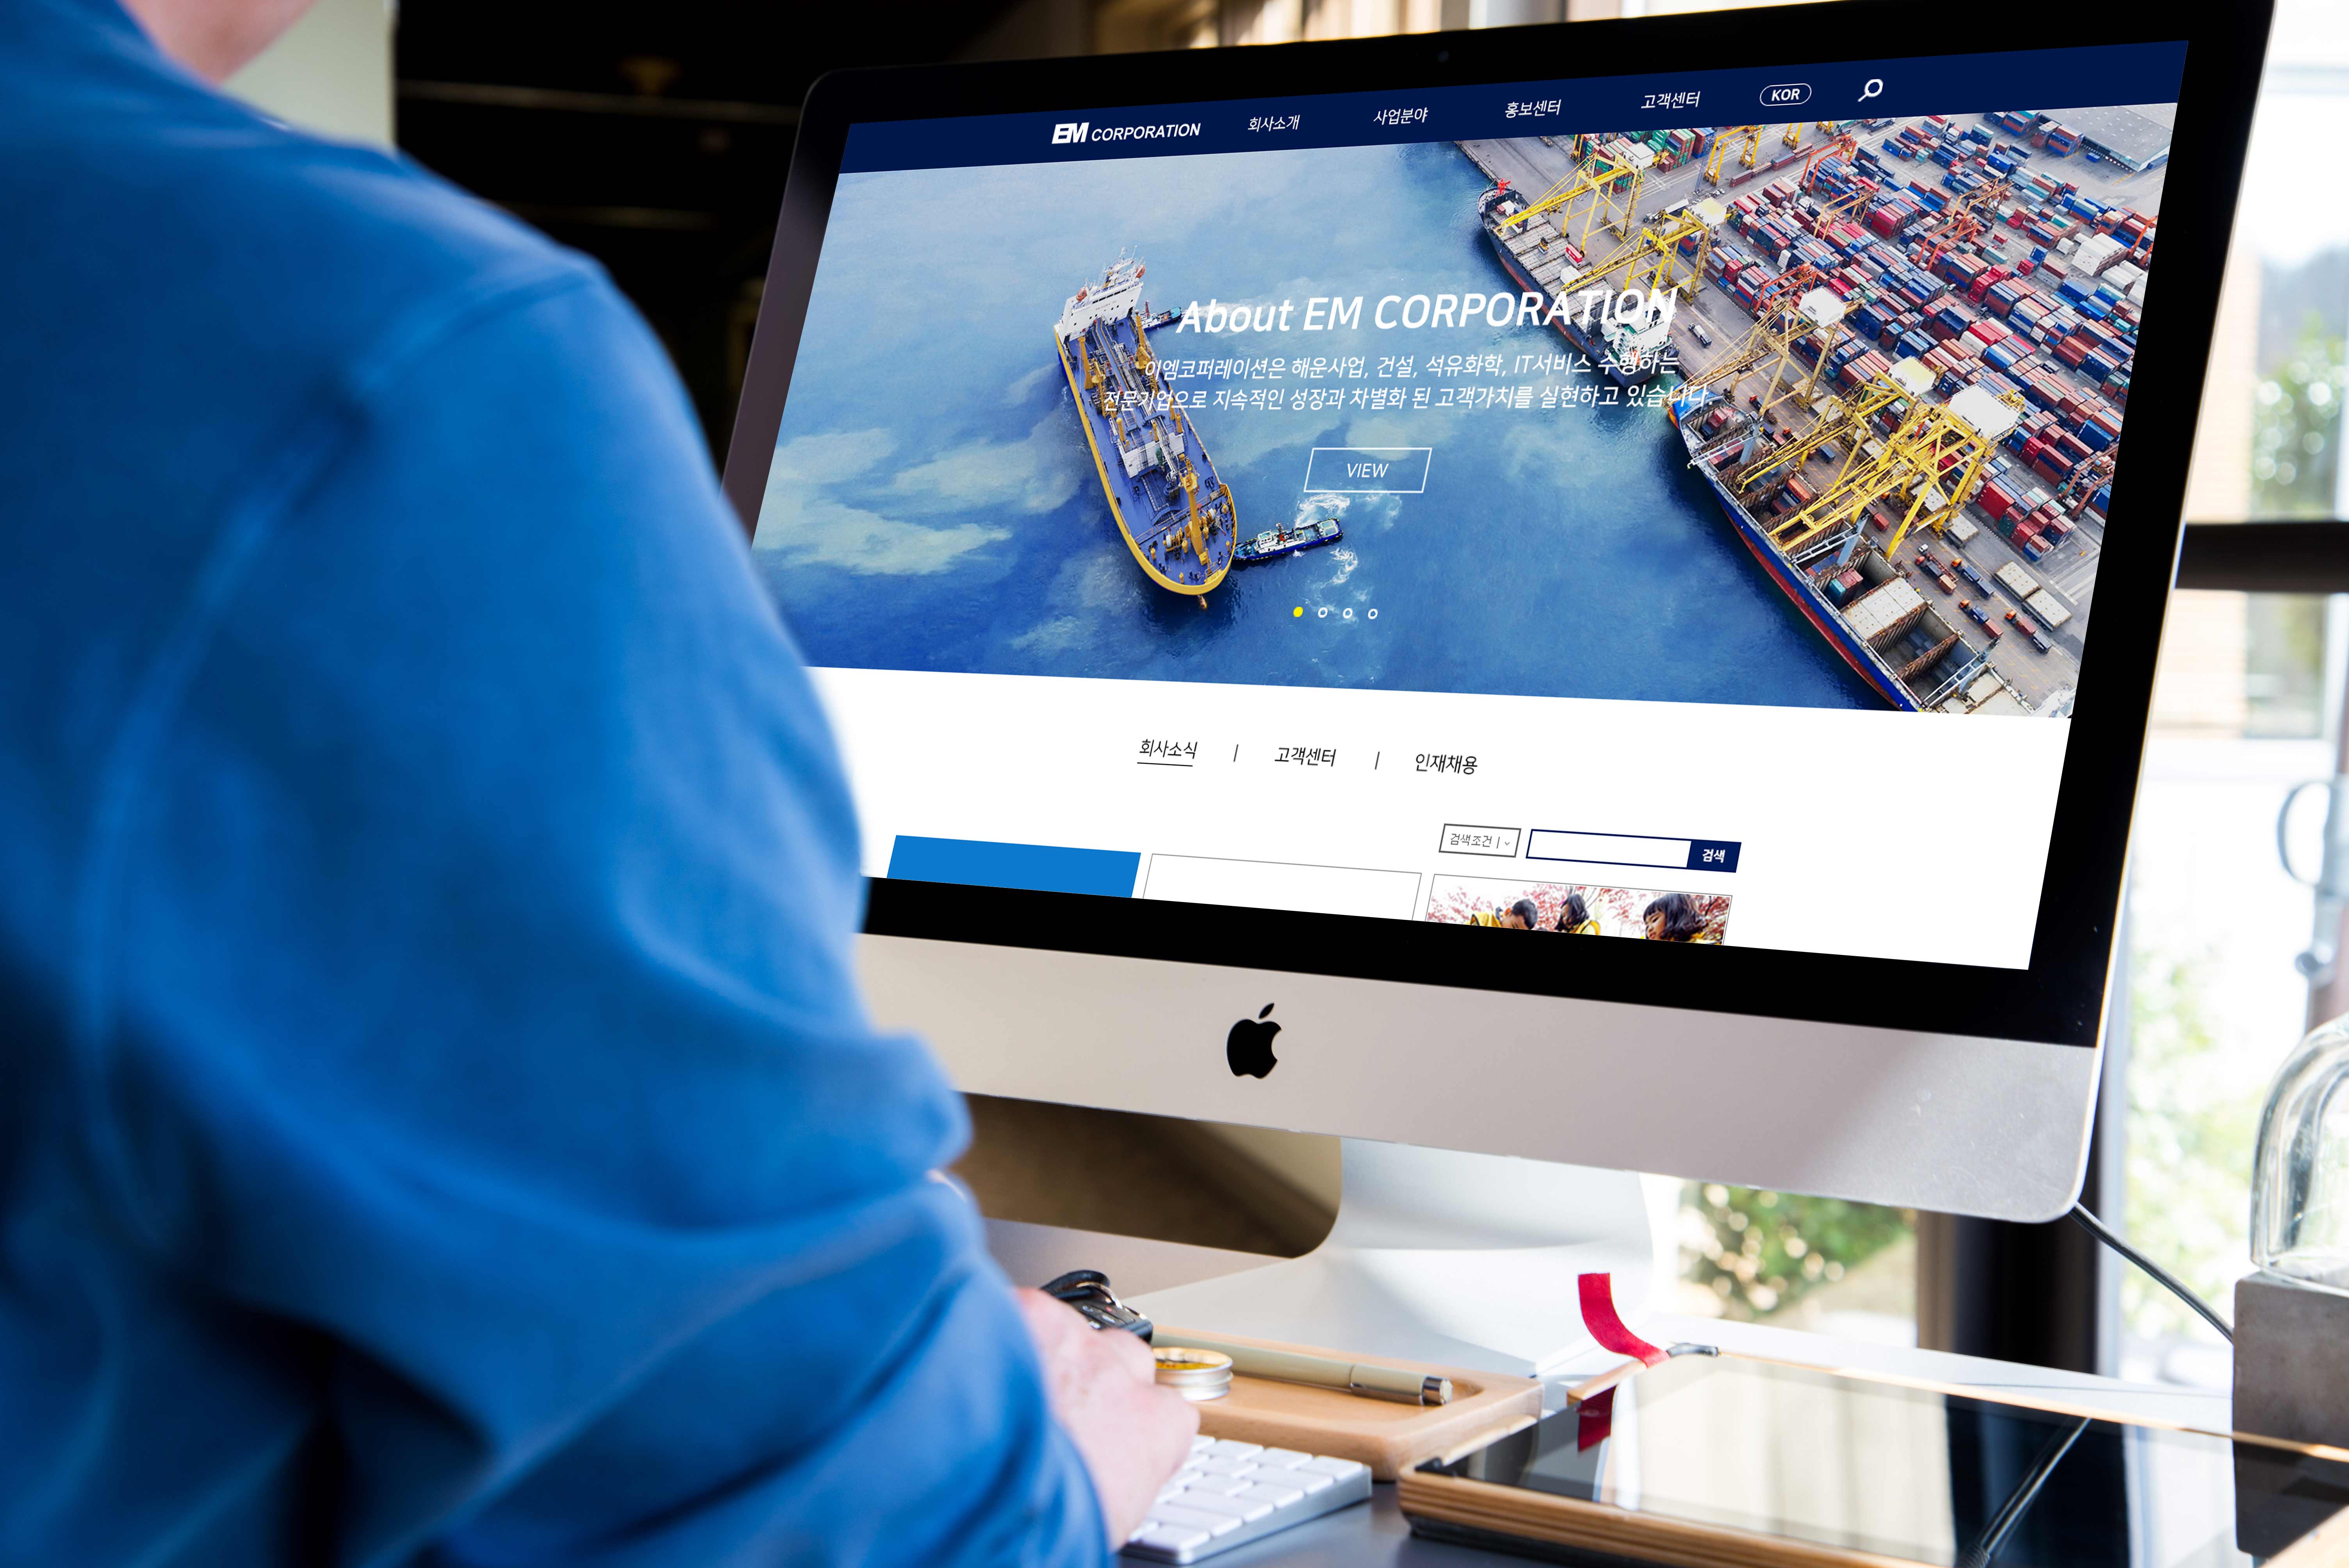 EM CORPORATION
회사소개
사업분야
홍보센터
고객센터
KOR
About EM CORPORATION
이엠코퍼레이션은 해운사업, 건설, 석유화학, IT서비스 수행하는
전문기업으로 지속적인 성장과 차별화 된 고객가치를 실현하고 있습니다.
VIEW
회사소식 | 고객센터 | 인재채용
검색조건 |
검색